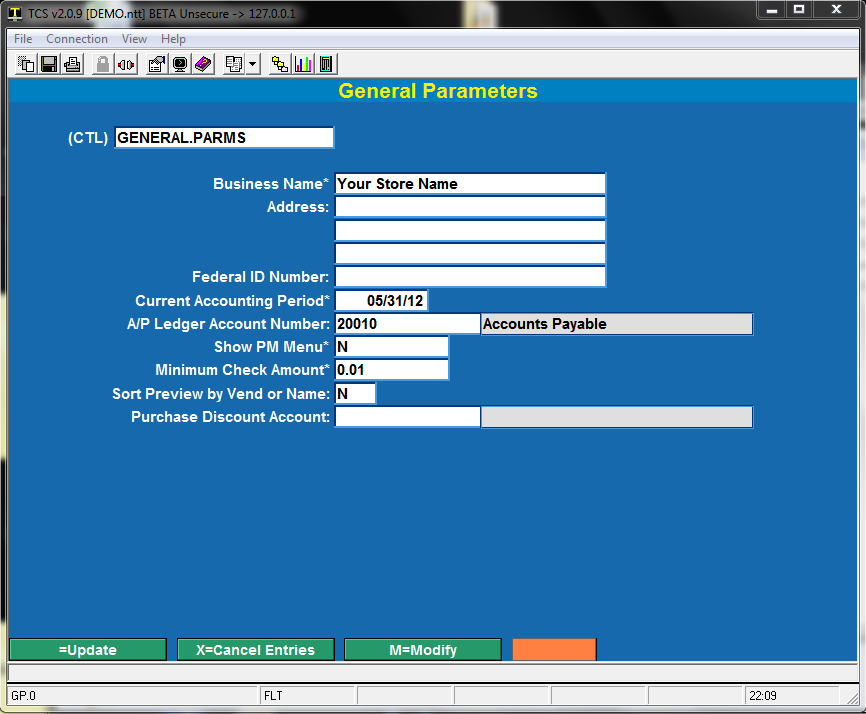 TCS v2.0.9 [DEMO.ntt] BETA Unsecure -> 127.0.0.1
File Connection View Help
General Parameters
(CTL) GENERAL.PARMS
Business Name* Your Store Name
Address:
Federal ID Number:
Current Accounting Period* 05/31/12
A/P Ledger Account Number: 20010 Accounts Payable
Show PM Menu* N
Minimum Check Amount* 0.01
Sort Preview by Vend or Name: N
Purchase Discount Account:
=Update X=Cancel Entries M=Modify
GP.0 FLT 22:09